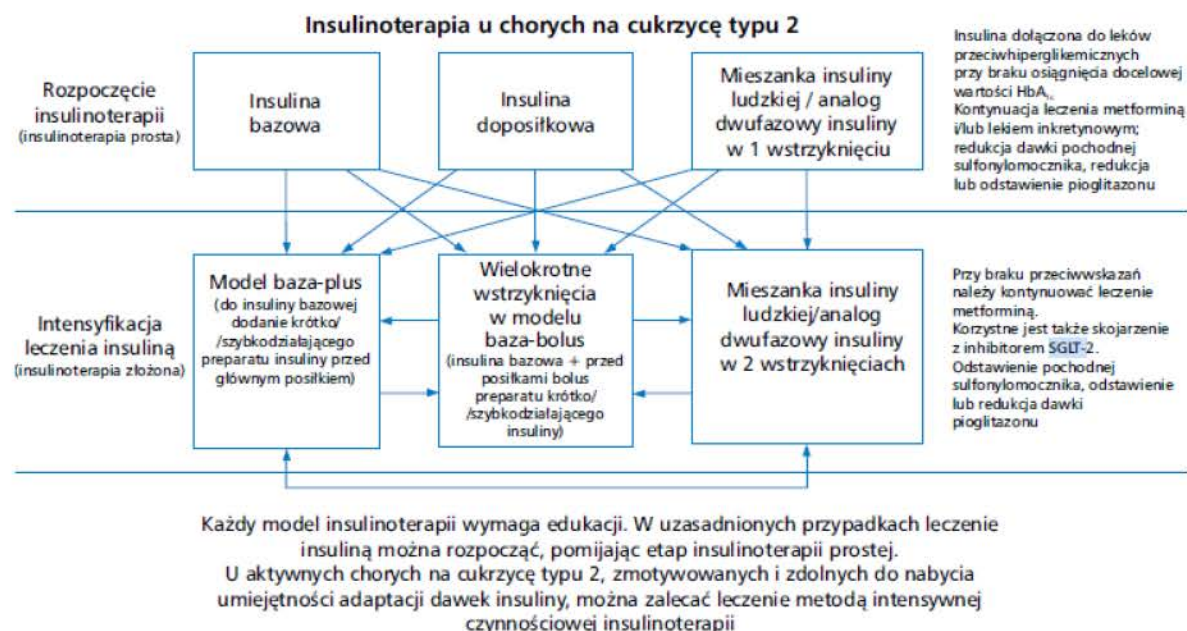 Insulinoterapia u chorych na cukrzycę typu 2
Rozpoczęcie
insulinoterapii
(insulinoterapia prosta)
Insulina
bazowa
Insulina
doposiłkowa
Mieszanka insuliny
ludzkiej / analog
dwufazowy insuliny
w 1 wstrzyknięciu
Insulina dołączona do leków
przeciwhiperglikemicznych
przy braku osiągnięcia docelowej
wartości HbA1c
Kontynuacja leczenia metforminą
i/lub lekiem inkretynowym;
redukcja dawki pochodnej
sulfonylomocznika, redukcja
lub odstawienie pioglitazonu
Intensyfikacja
leczenia insuliną
(insulinoterapia złożona)
Model baza-plus
(do insuliny bazowej
dodanie krótko/
/szybkodziałającego
preparatu insuliny przed
głównym posiłkiem)
Wielokrotne
wstrzyknięcia
w modelu
baza-bolus
(insulina bazowa + przed
posiłkami bolus
preparatu krótko/
/szybkodziałającego
insuliny)
Mieszanka insuliny
ludzkiej/analog
dwufazowy insuliny
w 2 wstrzyknięciach
Przy braku przeciwwskazań
należy kontynuować leczenie
metforminą.
Korzystne jest także skojarzenie
z inhibitorem SGLT-2.
Odstawienie pochodnej
sulfonylomocznika, odstawienie
lub redukcja dawki
pioglitazonu
Każdy model insulinoterapii wymaga edukacji. W uzasadnionych przypadkach leczenie
insuliną można rozpocząć, pomijając etap insulinoterapii prostej.
U aktywnych chorych na cukrzycę typu 2, zmotywowanych i zdolnych do nabycia
umiejętności adaptacji dawek insuliny, można zalecać leczenie metodą intensywnej
czynnościowej insulinoterapii